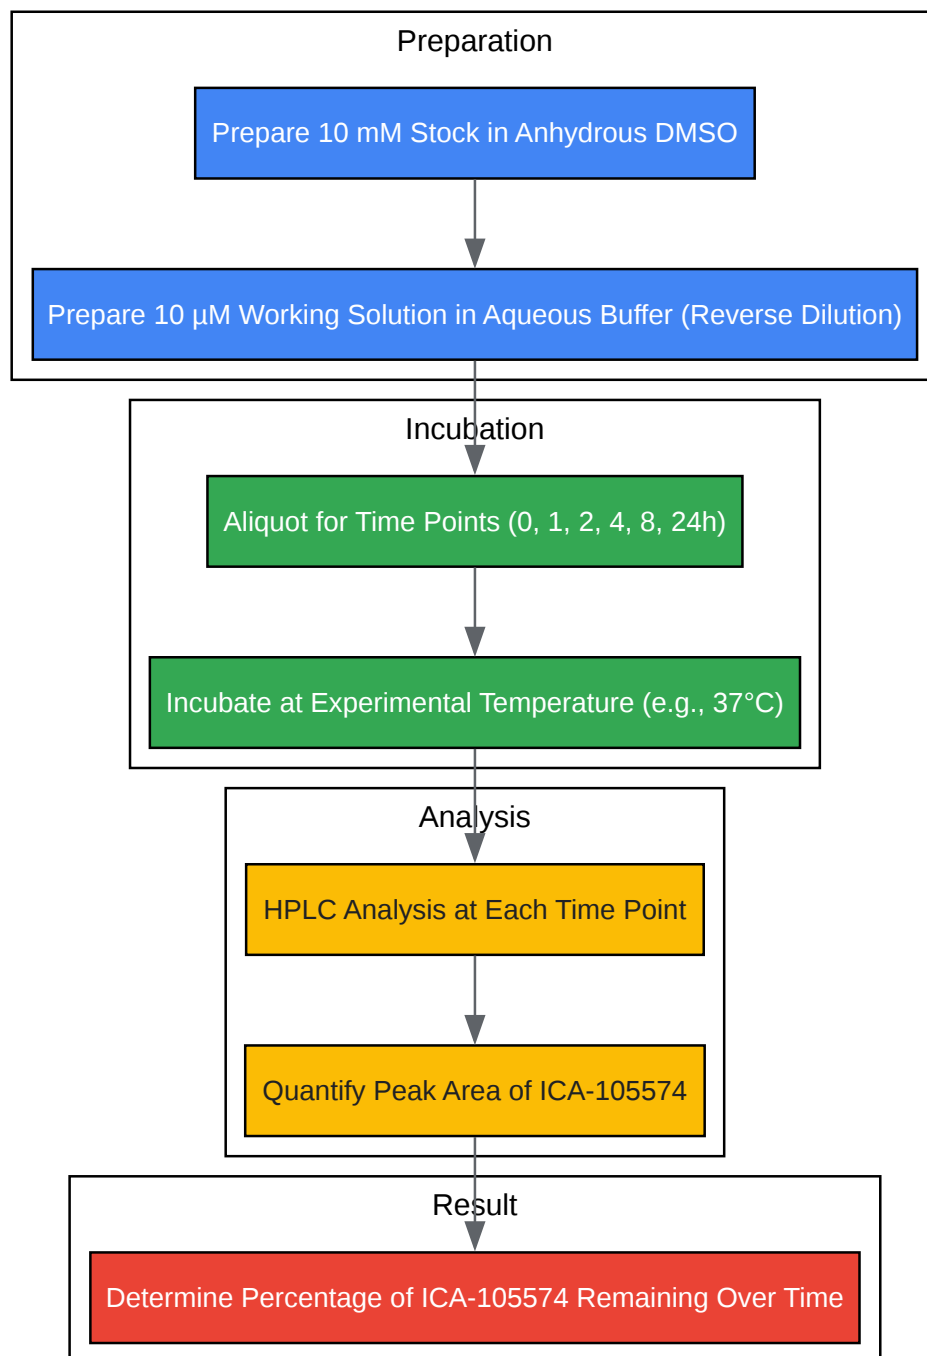 Preparation
Prepare 10 mM Stock in Anhydrous DMSO
Prepare 10 µM Working Solution in Aqueous Buffer (Reverse Dilution)
Incubation
Aliquot for Time Points (0, 1, 2, 4, 8, 24h)
Incubate at Experimental Temperature (e.g., 37°C)
Analysis
HPLC Analysis at Each Time Point
Quantify Peak Area of ICA-105574
Result
Determine Percentage of ICA-105574 Remaining Over Time